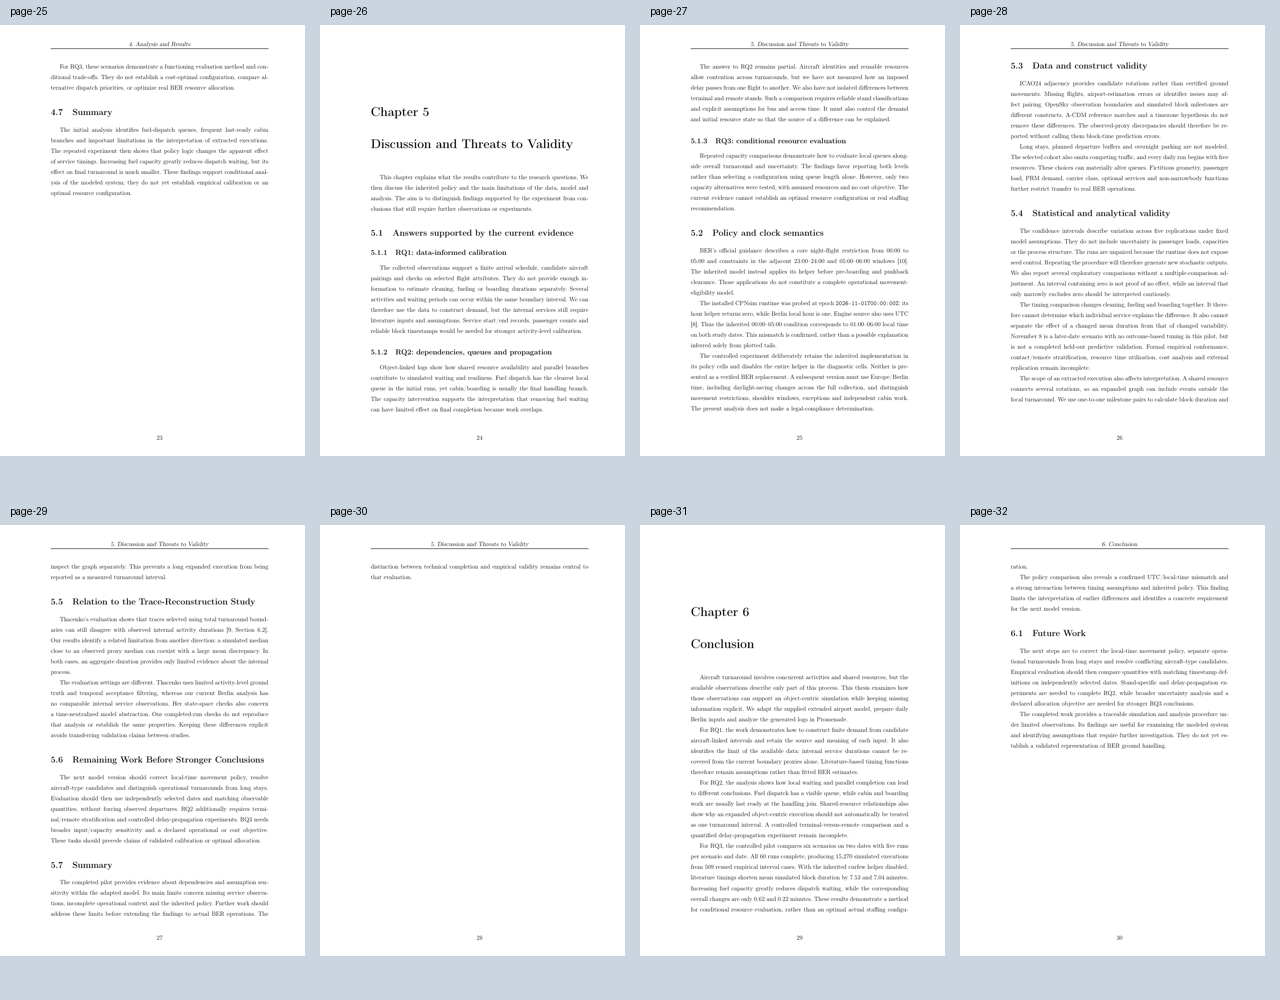 page-25
4. Analysis and Results
For RQ3, these scenarios demonstrate a functioning evaluation method and con-
ditional trade-offs. They do not establish a cost-optimal configuration, compare al-
ternative dispatch priorities, or optimize real BER resource allocation.
4.7 Summary
The initial analysis identifies fuel-dispatch queues, frequent last-ready cabin
branches and important limitations in the interpretation of extracted executions.
The repeated experiment then shows that policy logic changes the apparent effect
of service timings. Increasing fuel capacity greatly reduces dispatch waiting, but its
effect on final turnaround is much smaller. These findings support conditional anal-
ysis of the modeled system; they do not yet establish empirical calibration or an
optimal resource configuration.
23
page-26
Chapter 5
Discussion and Threats to Validity
This chapter explains what the results contribute to the research questions. We
then discuss the inherited policy and the main limitations of the data, model and
analysis. The aim is to distinguish findings supported by the experiment from con-
clusions that still require further observations or experiments.
5.1 Answers supported by the current evidence
5.1.1 RQ1: data-informed calibration
The collected observations support a finite arrival schedule, candidate aircraft
pairings and checks on selected flight attributes. They do not provide enough in-
formation to estimate cleaning, fueling or boarding durations separately. Several
activities and waiting periods can occur within the same boundary interval. We can
therefore use the data to construct demand, but the internal services still require
literature inputs and assumptions. Service start/end records, passenger counts and
reliable block timestamps would be needed for stronger activity-level calibration.
5.1.2 RQ2: dependencies, queues and propagation
Object-linked logs show how shared resource availability and parallel branches
contribute to simulated waiting and readiness. Fuel dispatch has the clearest local
queue in the initial runs, yet cabin/boarding is usually the final handling branch.
The capacity intervention supports the interpretation that removing fuel waiting
can have limited effect on final completion because work overlaps.
24
page-27
5. Discussion and Threats to Validity
The answer to RQ2 remains partial. Aircraft identities and reusable resources
allow contention across turnarounds, but we have not measured how an imposed
delay passes from one flight to another. We also have not isolated differences between
terminal and remote stands. Such a comparison requires reliable stand classifications
and explicit assumptions for bus and access time. It must also control the demand
and initial resource state so that the source of a difference can be explained.
5.1.3 RQ3: conditional resource evaluation
Repeated capacity comparisons demonstrate how to evaluate local queues along-
side overall turnaround and uncertainty. The findings favor reporting both levels
rather than selecting a configuration using queue length alone. However, only two
capacity alternatives were tested, with assumed resources and no cost objective. The
current evidence cannot establish an optimal resource configuration or real staffing
recommendation.
5.2 Policy and clock semantics
BER's official guidance describes a core night-flight restriction from 00:00 to
05:00 and constraints in the adjacent 23:00–24:00 and 05:00–06:00 windows [10].
The inherited model instead applies its helper before pre-boarding and pushback
clearance. Those applications do not constitute a complete operational movement-
eligibility model.
The installed CPNsim runtime was probed at epoch 2026-11-01T00:00:00Z: its
hour helper returns zero, while Berlin local hour is one. Engine source also uses UTC
[8]. Thus the inherited 00:00–05:00 condition corresponds to 01:00–06:00 local time
on both study dates. This mismatch is confirmed, rather than a possible explanation
inferred solely from plotted tails.
The controlled experiment deliberately retains the inherited implementation in
its policy cells and disables the entire helper in the diagnostic cells. Neither is pre-
sented as a verified BER replacement. A subsequent version must use Europe/Berlin
time, including daylight-saving changes across the full collection, and distinguish
movement restrictions, shoulder windows, exceptions and independent cabin work.
The present analysis does not make a legal-compliance determination.
25
page-28
5. Discussion and Threats to Validity
5.3 Data and construct validity
ICAO24 adjacency provides candidate rotations rather than certified ground
movements. Missing flights, airport-estimation errors or identifier issues may af-
fect pairing. OpenSky observation boundaries and simulated block milestones are
different constructs. A-CDM reference matches and a timezone hypothesis do not
remove these differences. The observed-proxy discrepancies should therefore be re-
ported without calling them block-time prediction errors.
Long stays, planned departure buffers and overnight parking are not modeled.
The selected cohort also omits competing traffic, and every daily run begins with free
resources. These choices can materially alter queues. Fictitious geometry, passenger
load, PRM demand, carrier class, optional services and non-narrowbody functions
further restrict transfer to real BER operations.
5.4 Statistical and analytical validity
The confidence intervals describe variation across five replications under fixed
model assumptions. They do not include uncertainty in passenger loads, capacities
or the process structure. The runs are unpaired because the runtime does not expose
seed control. Repeating the procedure will therefore generate new stochastic outputs.
We also report several exploratory comparisons without a multiple-comparison ad-
justment. An interval containing zero is not proof of no effect, while an interval that
only narrowly excludes zero should be interpreted cautiously.
The timing comparison changes cleaning, fueling and boarding together. It there-
fore cannot determine which individual service explains the difference. It also cannot
separate the effect of a changed mean duration from that of changed variability.
November 8 is a later-date scenario with no outcome-based tuning in this pilot, but
is not a completed held-out predictive validation. Formal empirical conformance,
contact/remote stratification, resource time utilization, cost analysis and external
replication remain incomplete.
The scope of an extracted execution also affects interpretation. A shared resource
connects several rotations, so an expanded graph can include events outside the
focal turnaround. We use one-to-one milestone pairs to calculate block duration and
26
page-29
5. Discussion and Threats to Validity
inspect the graph separately. This prevents a long expanded execution from being
reported as a measured turnaround interval.
5.5 Relation to the Trace-Reconstruction Study
Tkacenko's evaluation shows that traces selected using total turnaround bound-
aries can still disagree with observed internal activity durations [9, Section 6.2].
Our results identify a related limitation from another direction: a simulated median
close to an observed proxy median can coexist with a large mean discrepancy. In
both cases, an aggregate duration provides only limited evidence about the internal
process.
The evaluation settings are different. Tkacenko uses limited activity-level ground
truth and temporal acceptance filtering, whereas our current Berlin analysis has
no comparable internal service observations. Her state-space checks also concern
a time-neutralized model abstraction. Our completed-run checks do not reproduce
that analysis or establish the same properties. Keeping these differences explicit
avoids transferring validation claims between studies.
5.6 Remaining Work Before Stronger Conclusions
The next model version should correct local-time movement policy, resolve
aircraft-type candidates and distinguish operational turnarounds from long stays.
Evaluation should then use independently selected dates and matching observable
quantities, without forcing observed departures. RQ2 additionally requires termi-
nal/remote stratification and controlled delay-propagation experiments. RQ3 needs
broader input/capacity sensitivity and a declared operational or cost objective.
These tasks should precede claims of validated calibration or optimal allocation.
5.7 Summary
The completed pilot provides evidence about dependencies and assumption sen-
sitivity within the adapted model. Its main limits concern missing service observa-
tions, incomplete operational context and the inherited policy. Further work should
address these limits before extending the findings to actual BER operations. The
27
page-30
5. Discussion and Threats to Validity
distinction between technical completion and empirical validity remains central to
that evaluation.
28
page-31
Chapter 6
Conclusion
Aircraft turnaround involves concurrent activities and shared resources, but the
available observations describe only part of this process. This thesis examines how
those observations can support an object-centric simulation while keeping missing
information explicit. We adapt the supplied extended airport model, prepare daily
Berlin inputs and analyze the generated logs in Promenade.
For RQ1, the work demonstrates how to construct finite demand from candidate
aircraft-linked intervals and retain the source and meaning of each input. It also
identifies the limit of the available data: internal service durations cannot be re-
covered from the current boundary proxies alone. Literature-based timing functions
therefore remain assumptions rather than fitted BER estimates.
For RQ2, the analysis shows how local waiting and parallel completion can lead
to different conclusions. Fuel dispatch has a visible queue, while cabin and boarding
work are usually last ready at the handling join. Shared-resource relationships also
show why an expanded object-centric execution should not automatically be treated
as one turnaround interval. A controlled terminal-versus-remote comparison and a
quantified delay-propagation experiment remain incomplete.
For RQ3, the controlled pilot compares six scenarios on two dates with five runs
per scenario and date. All 60 runs complete, producing 15,270 simulated executions
from 509 reused empirical interval cases. With the inherited curfew helper disabled,
literature timings shorten mean simulated block duration by 7.53 and 7.04 minutes.
Increasing fuel capacity greatly reduces dispatch waiting, while the corresponding
overall changes are only 0.62 and 0.22 minutes. These results demonstrate a method
for conditional resource evaluation, rather than an optimal actual staffing configu-
29
page-32
6. Conclusion
ration.
The policy comparison also reveals a confirmed UTC/local-time mismatch and
a strong interaction between timing assumptions and inherited policy. This finding
limits the interpretation of earlier differences and identifies a concrete requirement
for the next model version.
6.1 Future Work
The next steps are to correct the local-time movement policy, separate opera-
tional turnarounds from long stays and resolve conflicting aircraft-type candidates.
Empirical evaluation should then compare quantities with matching timestamp def-
initions on independently selected dates. Stand-specific and delay-propagation ex-
periments are needed to complete RQ2, while broader uncertainty analysis and a
declared allocation objective are needed for stronger RQ3 conclusions.
The completed work provides a traceable simulation and analysis procedure un-
der limited observations. Its findings are useful for examining the modeled system
and identifying assumptions that require further investigation. They do not yet es-
tablish a validated representation of BER ground handling.
30